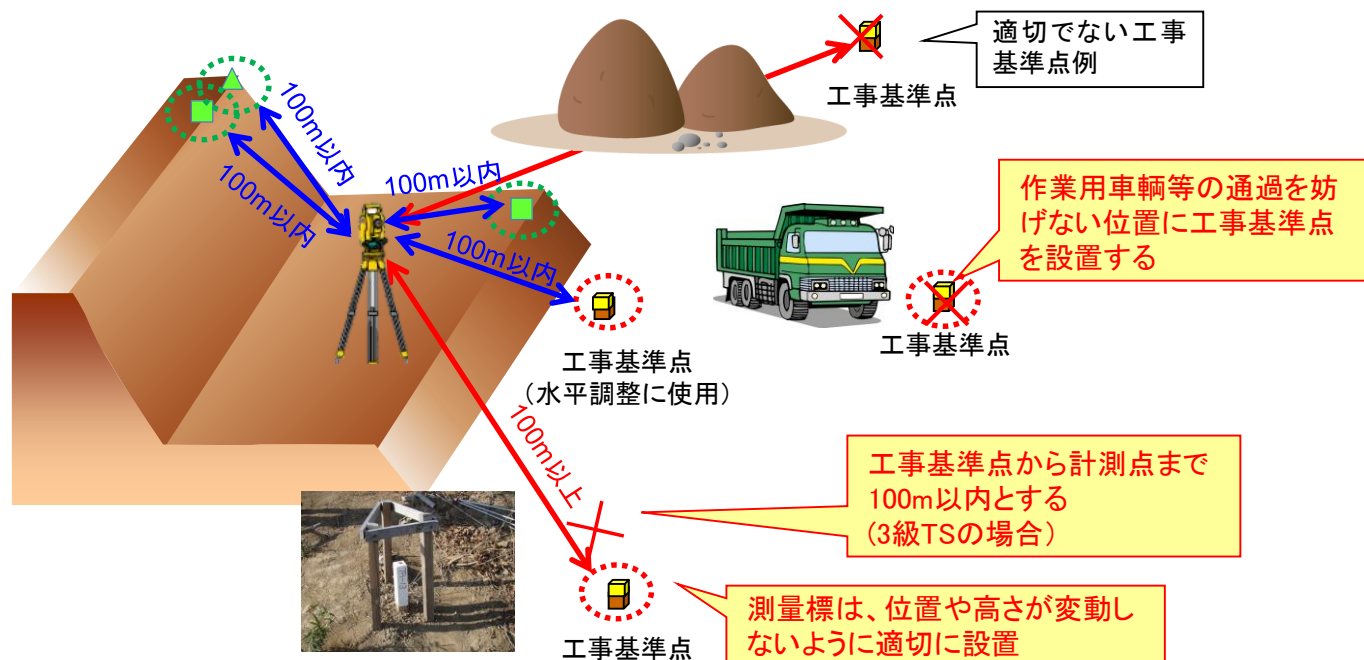 適切でない工事
基準点例
工事基準点
100m以内
100m以内
100m以内
100m以内
作業用車輌等の通過を妨
げない位置に工事基準点
を設置する
工事基準点
工事基準点
(水平調整に使用)
100m以上
工事基準点から計測点まで
100m以内とする
(3級TSの場合)
測量標は、位置や高さが変動し
ないように適切に設置
工事基準点